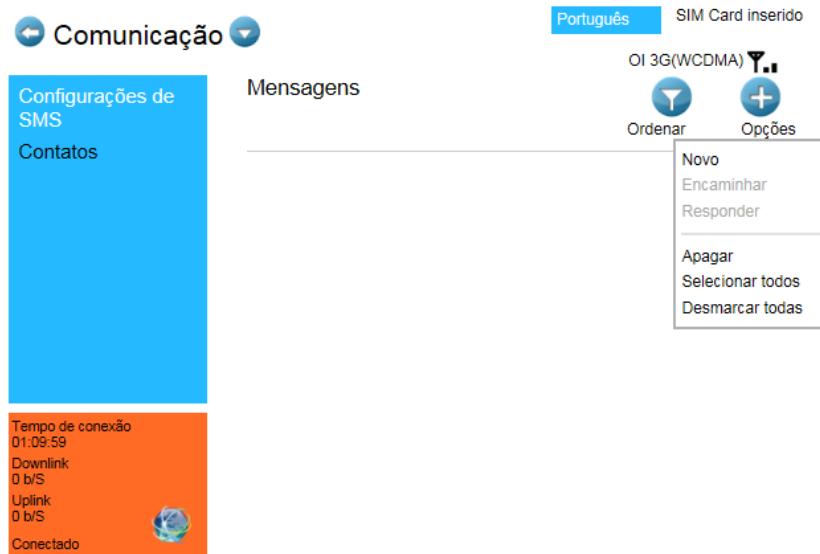 Comunicação
Português
SIM Card inserido
OI 3G(WCDMA)
Configurações de
SMS
Contatos
Mensagens
Ordenar
Opções
Novo
Encaminhar
Responder
Apagar
Selecionar todos
Desmarcar todas
Tempo de conexão
01:09:59
Downlink
0 b/S
Uplink
0 b/S
Conectado